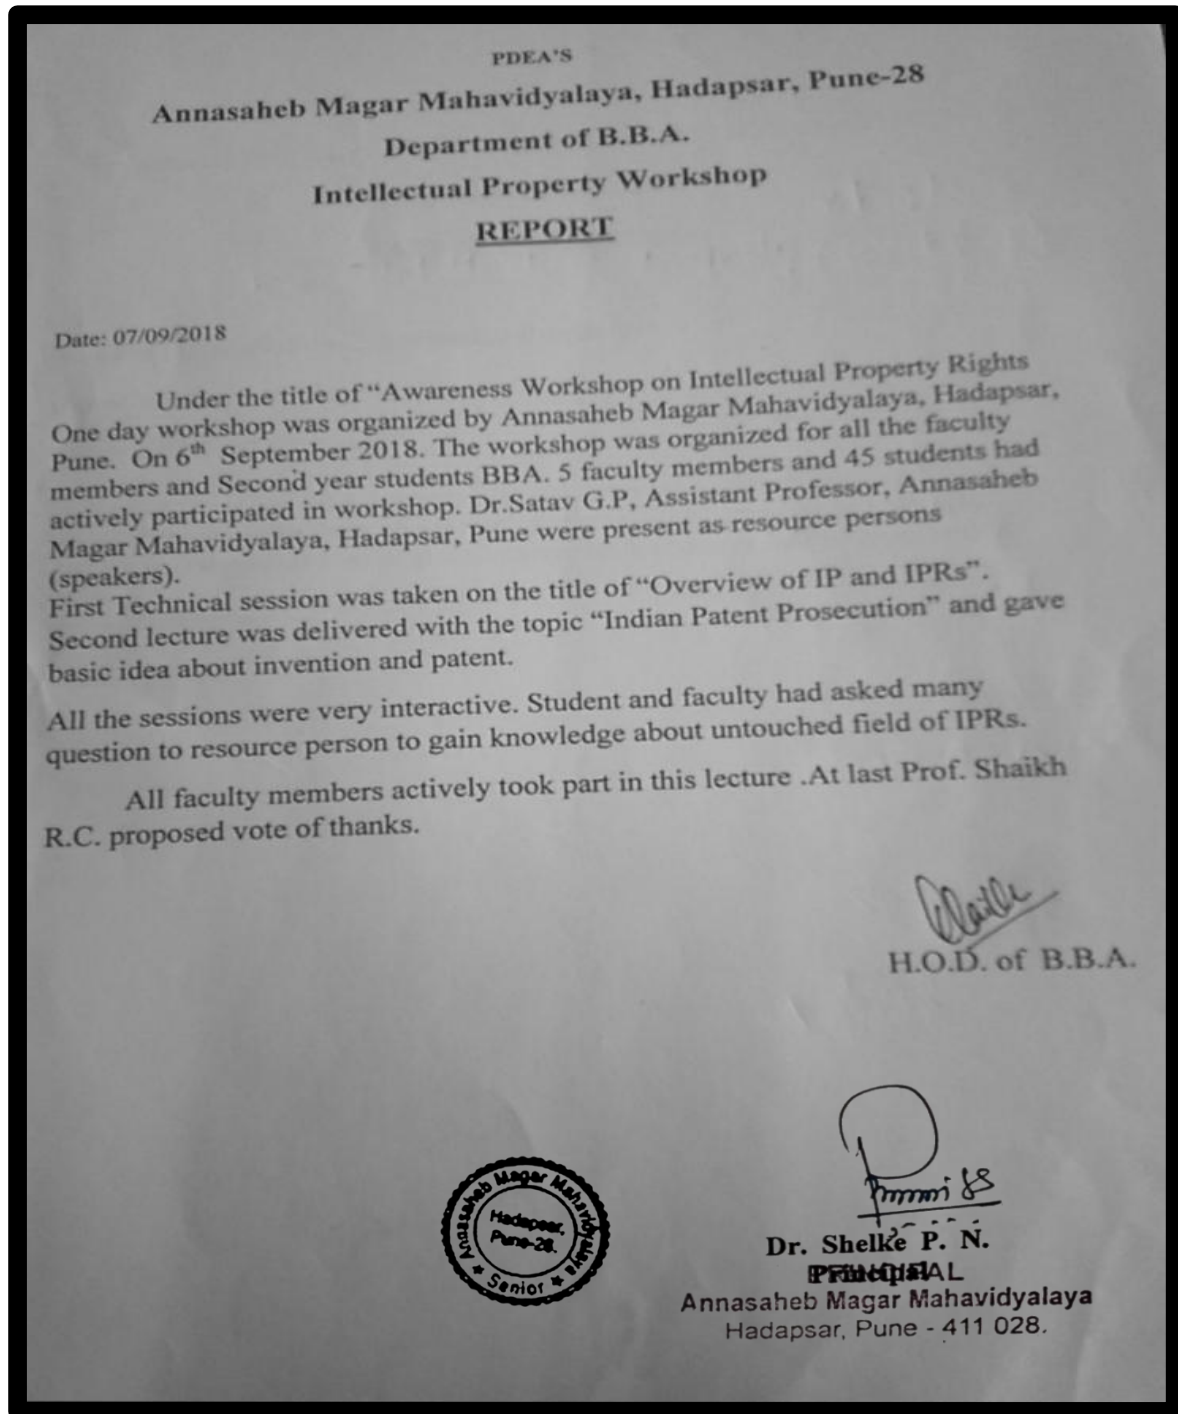 PDEA'S
Annasaheb Magar Mahavidyalaya, Hadapsar, Pune-28
Department of B.B.A.
Intellectual Property Workshop
REPORT
Date: 07/09/2018
Under the title of “Awareness Workshop on Intellectual Property Rights
One day workshop was organized by Annasaheb Magar Mahavidyalaya, Hadapsar,
Pune. On 6th September 2018. The workshop was organized for all the faculty
members and Second year students BBA. 5 faculty members and 45 students had
actively participated in workshop. Dr.Satav G.P, Assistant Professor, Annasaheb
Magar Mahavidyalaya, Hadapsar, Pune were present as resource persons
(speakers).
First Technical session was taken on the title of “Overview of IP and IPRs”.
Second lecture was delivered with the topic “Indian Patent Prosecution” and gave
basic idea about invention and patent.
All the sessions were very interactive. Student and faculty had asked many
question to resource person to gain knowledge about untouched field of IPRs.
All faculty members actively took part in this lecture .At last Prof. Shaikh
R.C. proposed vote of thanks.
H.O.D. of B.B.A.
Annasaheb Magar Mahavidyalaya
Hadapsar,
Pune-28.
★ Senior ★
Dr. Shelke P. N.
Principal
PRINCIPAL
Annasaheb Magar Mahavidyalaya
Hadapsar, Pune - 411 028.